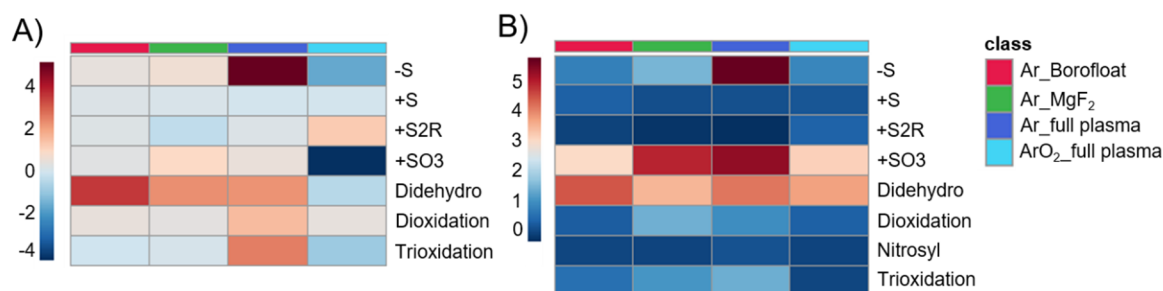 A)
4
2
0
-2
-4
-S
+S
+S2R
+SO3
Didehydro
Dioxidation
Trioxidation
B)
5
4
3
2
1
0
-S
+S
+S2R
+SO3
Didehydro
Dioxidation
Nitrosyl
Trioxidation
class
Ar_Borofloat
Ar_MgF₂
Ar_full plasma
ArO₂_full plasma